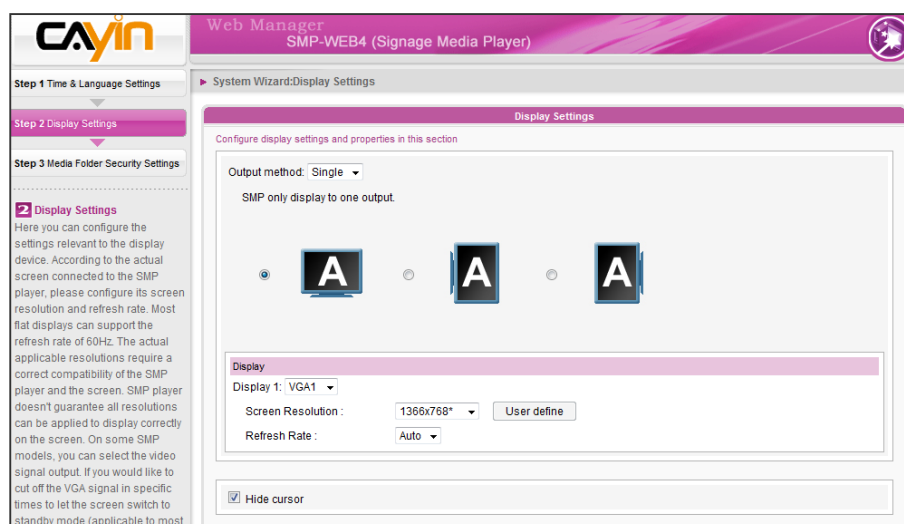 CAYIN
Web Manager
SMP-WEB4 (Signage Media Player)
Step 1 Time & Language Settings
Step 2 Display Settings
Step 3 Media Folder Security Settings
2 Display Settings
Here you can configure the
settings relevant to the display
device. According to the actual
screen connected to the SMP
player, please configure its screen
resolution and refresh rate. Most
flat displays can support the
refresh rate of 60Hz. The actual
applicable resolutions require a
correct compatibility of the SMP
player and the screen. SMP player
doesn't guarantee all resolutions
can be applied to display correctly
on the screen. On some SMP
models, you can select the video
signal output. If you would like to
cut off the VGA signal in specific
times to let the screen switch to
standby mode (applicable to most
System Wizard:Display Settings
Display Settings
Configure display settings and properties in this section
Output method: Single
SMP only display to one output.
A A A
Display
Display 1: VGA1
Screen Resolution : 1366x768* User define
Refresh Rate : Auto
Hide cursor